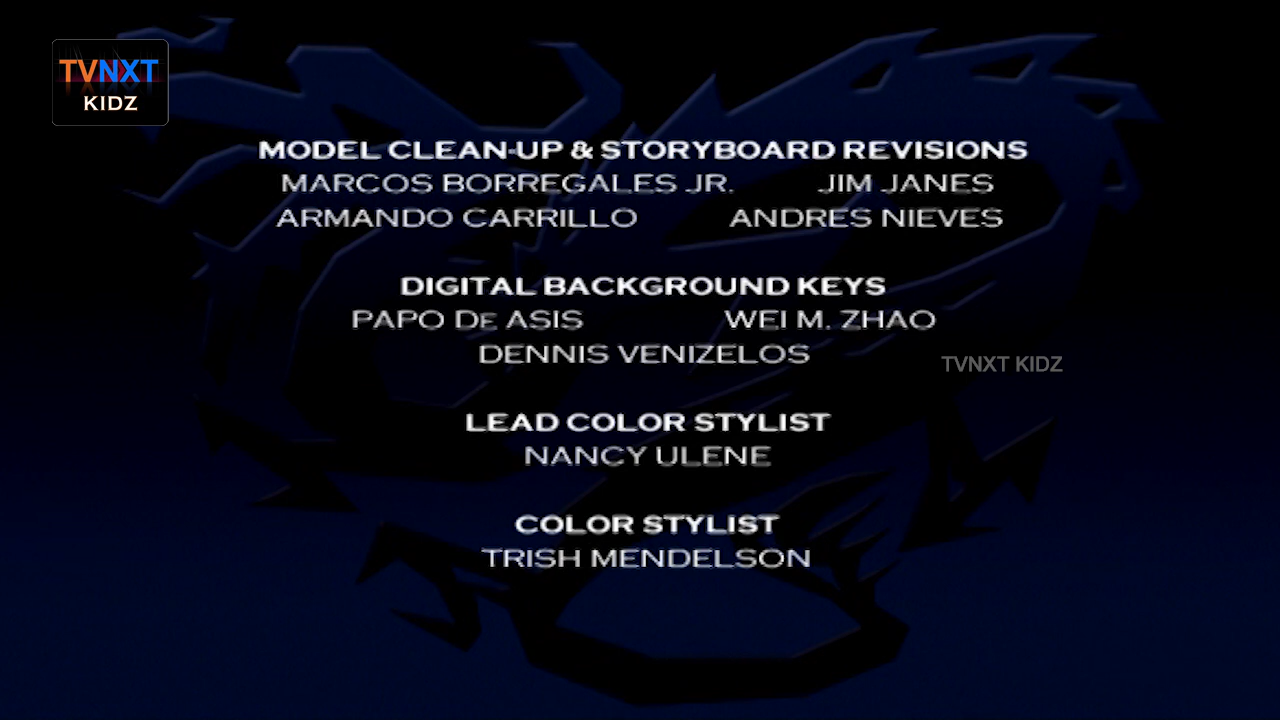 TVNXT
KIDZ
MODEL CLEAN-UP & STORYBOARD REVISIONS
MARCOS BORREGALES JR. JIM JANES
ARMANDO CARRILLO ANDRES NIEVES
DIGITAL BACKGROUND KEYS
PAPO DE ASIS WEI M. ZHAO
DENNIS VENIZELOS
TVNXT KIDZ
LEAD COLOR STYLIST
NANCY ULENE
COLOR STYLIST
TRISH MENDELSON